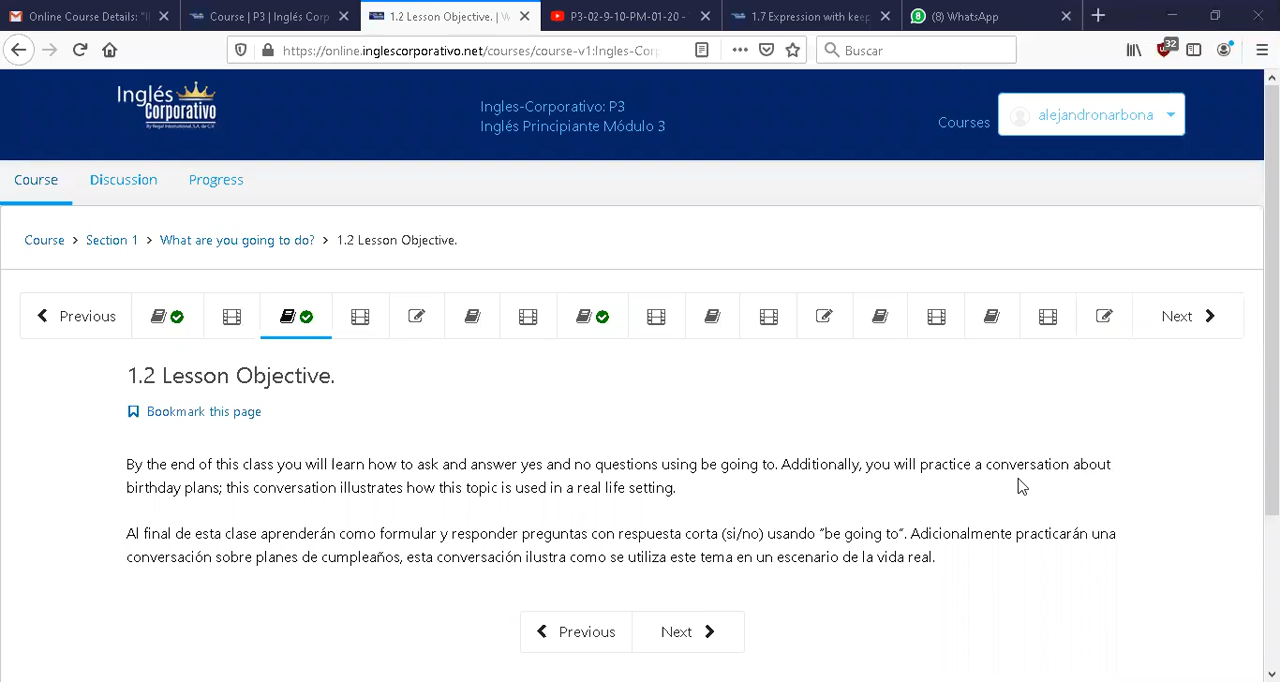 Online Course Details: "I
Course | P3 | Inglés Corp
1.2 Lesson Objective. | W
P3-02-9-10-PM-01-20 -
1.7 Expression with keep
(8) WhatsApp
https://online.inglescorporativo.net/courses/course-v1:Ingles-Corp
Buscar
32
Inglés
Corporativo
By Regal International, S.A. de C.V.
Ingles-Corporativo: P3
Inglés Principiante Módulo 3
Courses
alejandronarbona
Course
Discussion
Progress
Course > Section 1 > What are you going to do? > 1.2 Lesson Objective.
Previous
Next
1.2 Lesson Objective.
Bookmark this page
By the end of this class you will learn how to ask and answer yes and no questions using be going to. Additionally, you will practice a conversation about
birthday plans; this conversation illustrates how this topic is used in a real life setting.
Al final de esta clase aprenderán como formular y responder preguntas con respuesta corta (si/no) usando "be going to". Adicionalmente practicarán una
conversación sobre planes de cumpleaños, esta conversación ilustra como se utiliza este tema en un escenario de la vida real.
Previous
Next